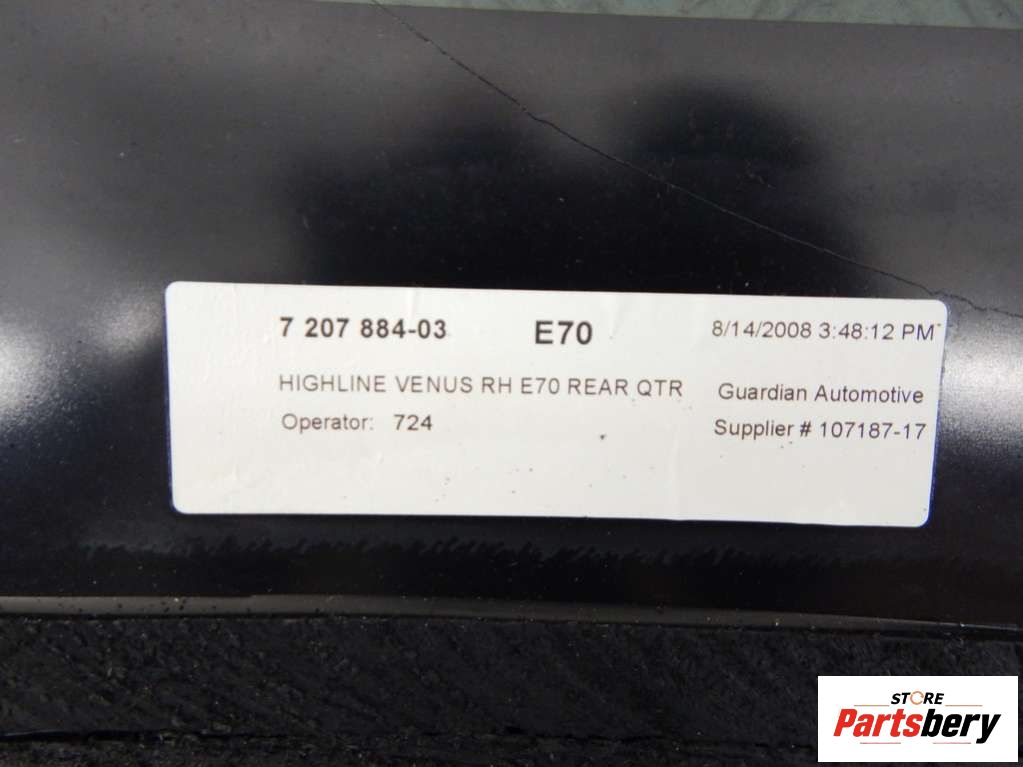 7 207 884-03 E70 8/14/2008 3:48:12 PM
HIGHLINE VENUS RH E70 REAR QTR Guardian Automotive
Operator: 724 Supplier # 107187-17
STORE
Partsbery